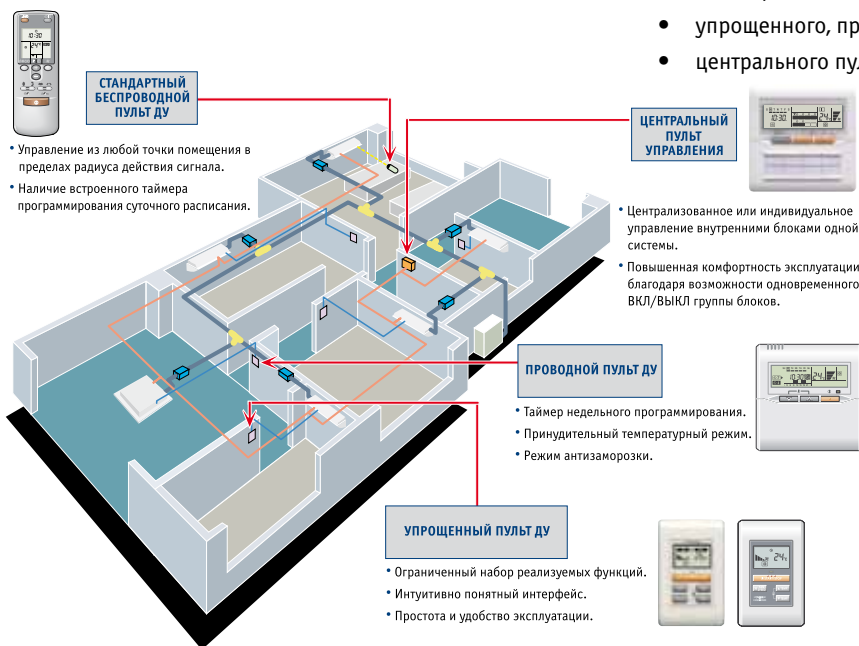 • упрощенного, пр
• центрального пул
СТАНДАРТНЫЙ
БЕСПРОВОДНОЙ
ПУЛЬТ ДУ
• Управление из любой точки помещения в
пределах радиуса действия сигнала.
• Наличие встроенного таймера
программирования суточного расписания.
ЦЕНТРАЛЬНЫЙ
ПУЛЬТ
УПРАВЛЕНИЯ
• Централизованное или индивидуальное
управление внутренними блоками одной
системы.
• Повышенная комфортность эксплуатации
благодаря возможности одновременного
ВКЛ/ВЫКЛ группы блоков.
ПРОВОДНОЙ ПУЛЬТ ДУ
• Таймер недельного программирования.
• Принудительный температурный режим.
• Режим антизаморозки.
УПРОЩЕННЫЙ ПУЛЬТ ДУ
• Ограниченный набор реализуемых функций.
• Интуитивно понятный интерфейс.
• Простота и удобство эксплуатации.